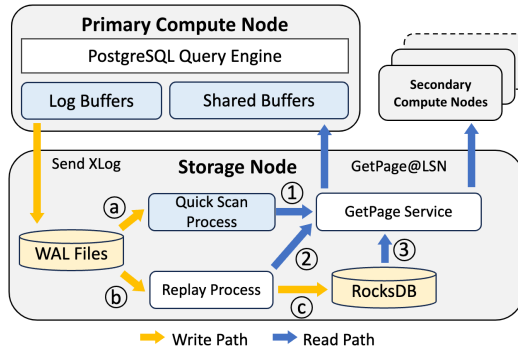 Primary Compute Node
PostgreSQL Query Engine
Log Buffers
Shared Buffers
Secondary
Compute Nodes
Send XLog
Storage Node
GetPage@LSN
a
Quick Scan
Process
1
GetPage Service
WAL Files
2
3
b
Replay Process
c
RocksDB
Write Path
Read Path